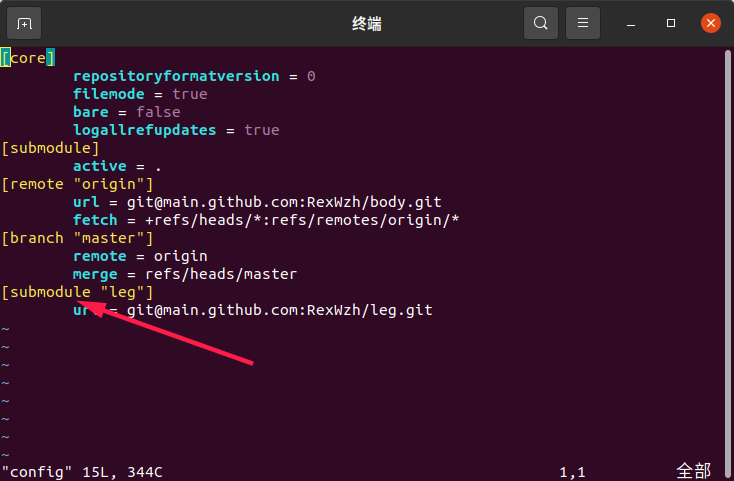 终端
[core]
repositoryformatversion = 0
filemode = true
bare = false
logallrefupdates = true
[submodule]
active = .
[remote "origin"]
url = git@main.github.com:RexWzh/body.git
fetch = +refs/heads/*:refs/remotes/origin/*
[branch "master"]
remote = origin
merge = refs/heads/master
[submodule "leg"]
url = git@main.github.com:RexWzh/leg.git
~
~
~
~
~
~
~
~
"config" 15L, 344C 1,1 全部